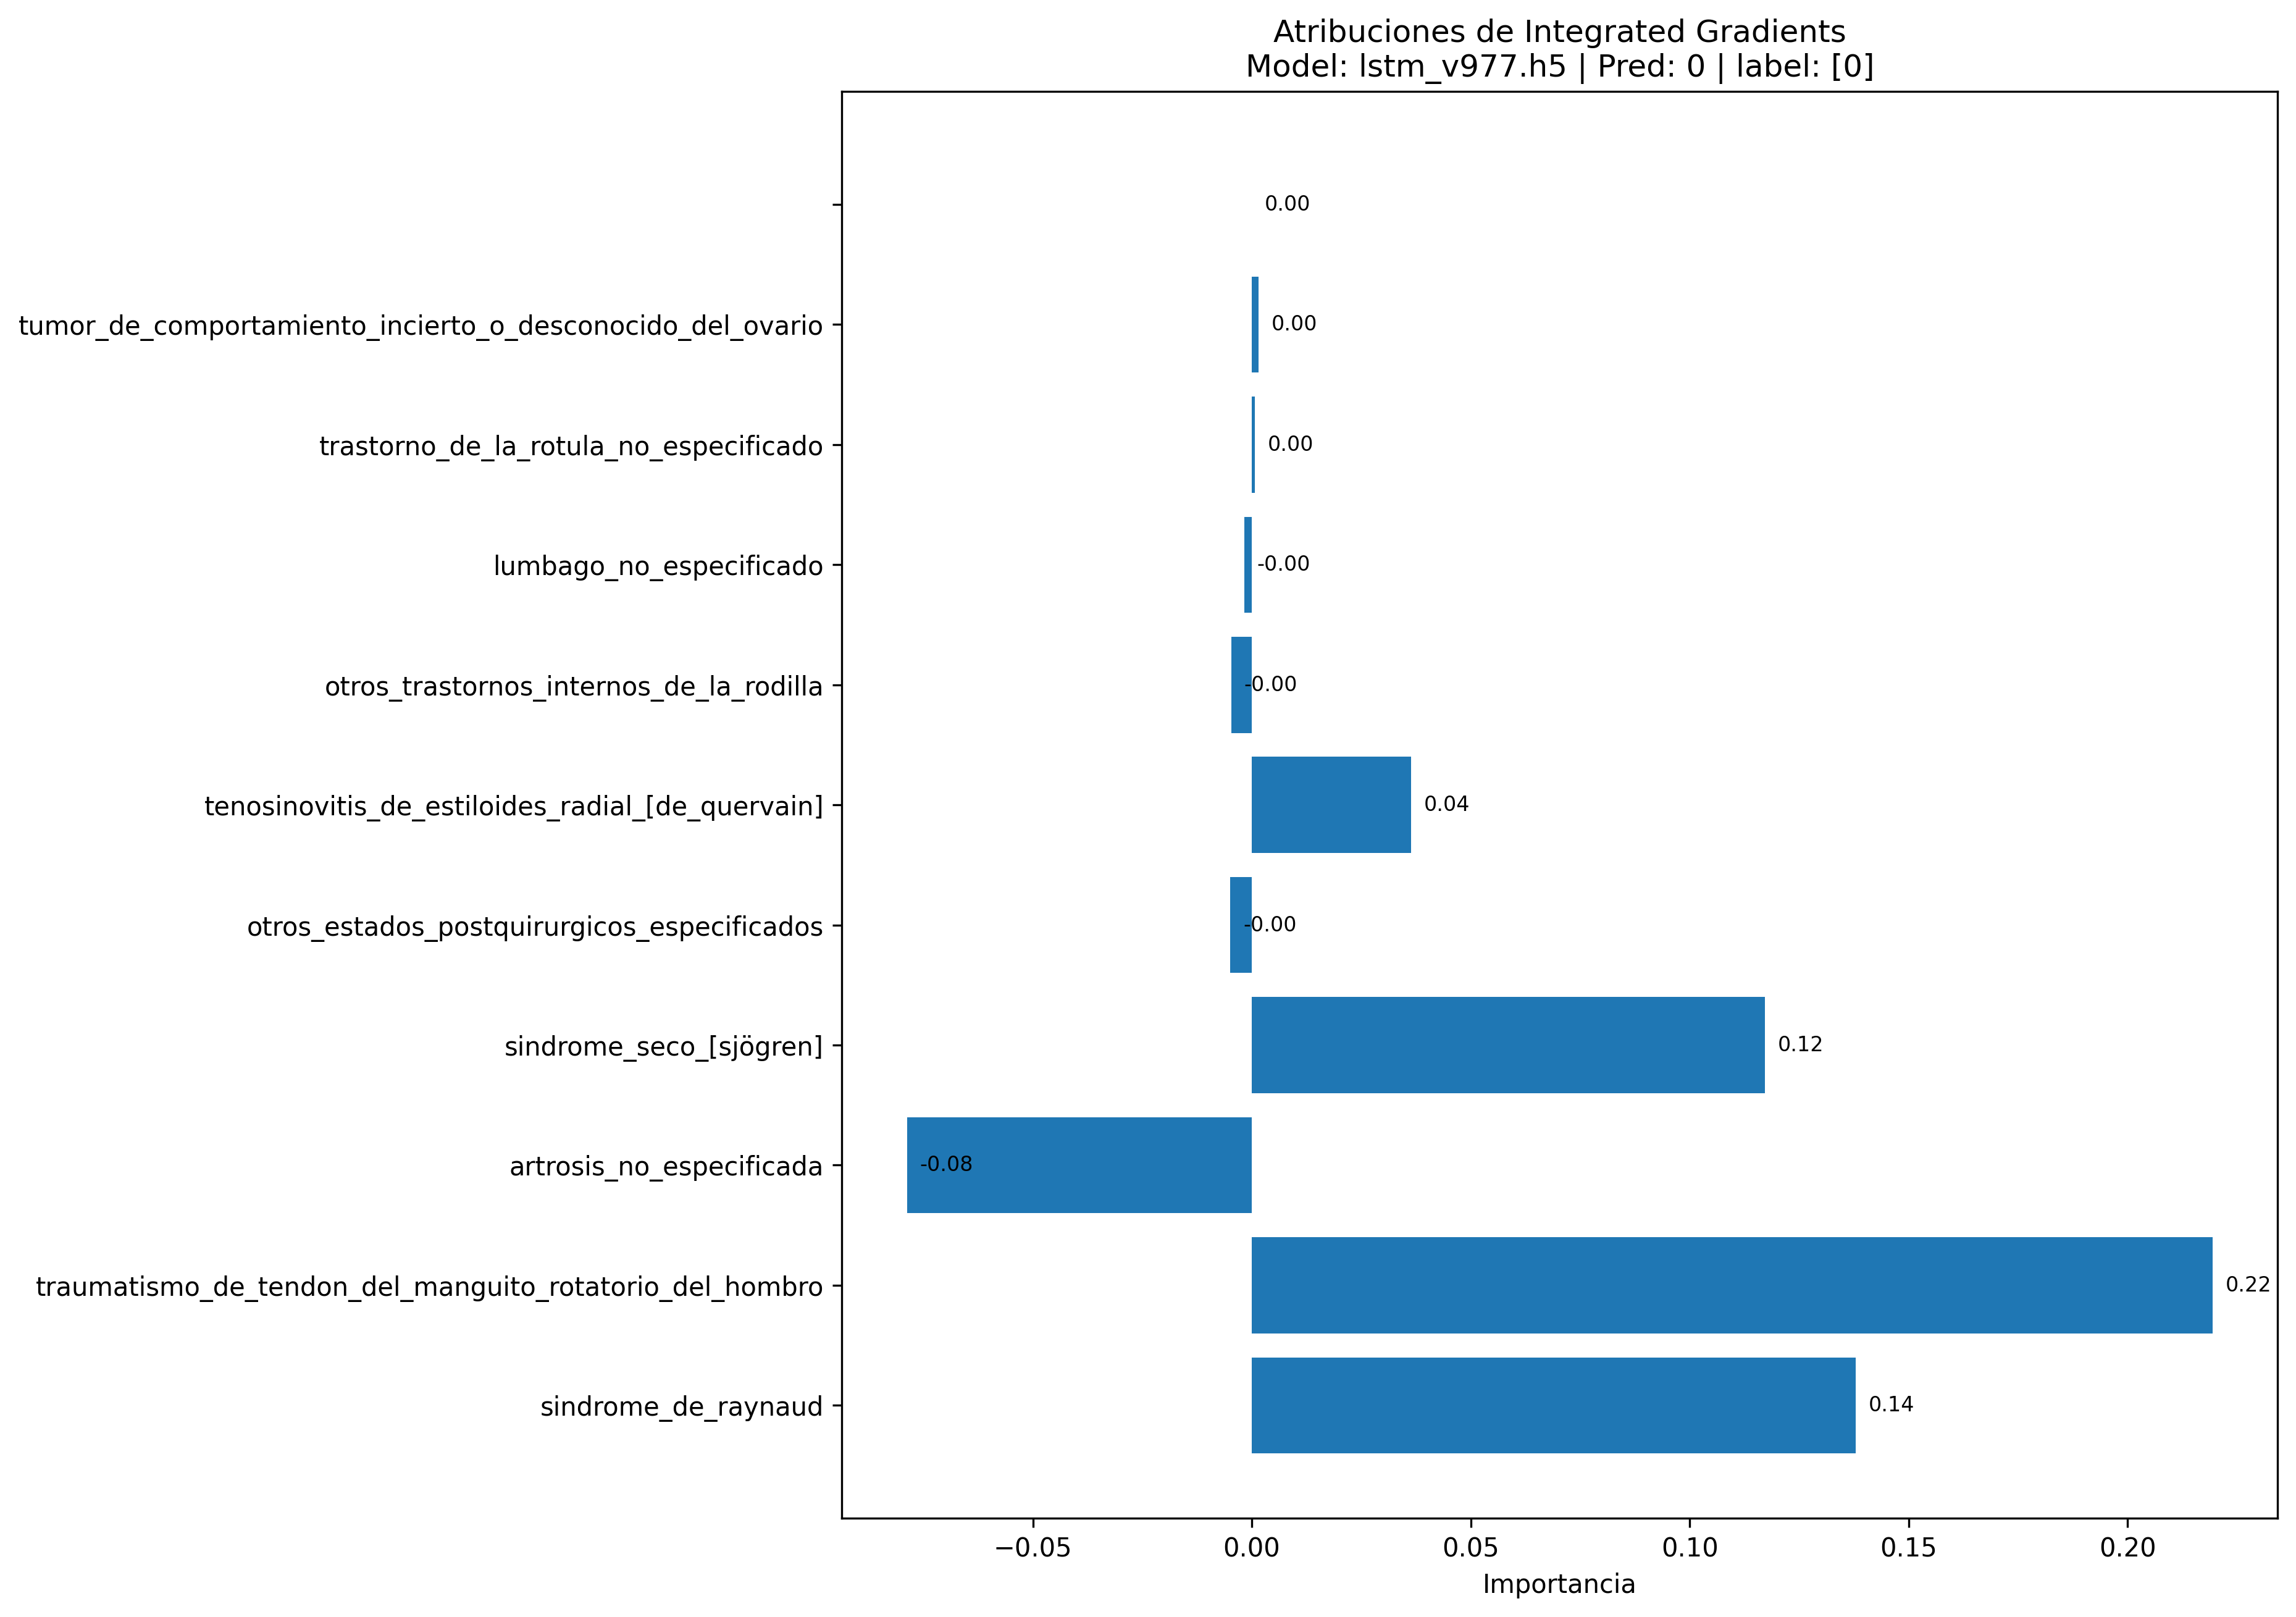 Atribuciones de Integrated Gradients
Model: lstm_v977.h5 | Pred: 0 | label: [0]
0.00
tumor_de_comportamiento_incierto_o_desconocido_del_ovario
0.00
trastorno_de_la_rotula_no_especificado
0.00
lumbago_no_especificado
-0.00
otros_trastornos_internos_de_la_rodilla
-0.00
tenosinovitis_de_estiloides_radial_[de_quervain]
0.04
otros_estados_postquirurgicos_especificados
-0.00
sindrome_seco_[sjögren]
0.12
artrosis_no_especificada
-0.08
traumatismo_de_tendon_del_manguito_rotatorio_del_hombro
0.22
sindrome_de_raynaud
0.14
−0.05 0.00 0.05 0.10 0.15 0.20
Importancia